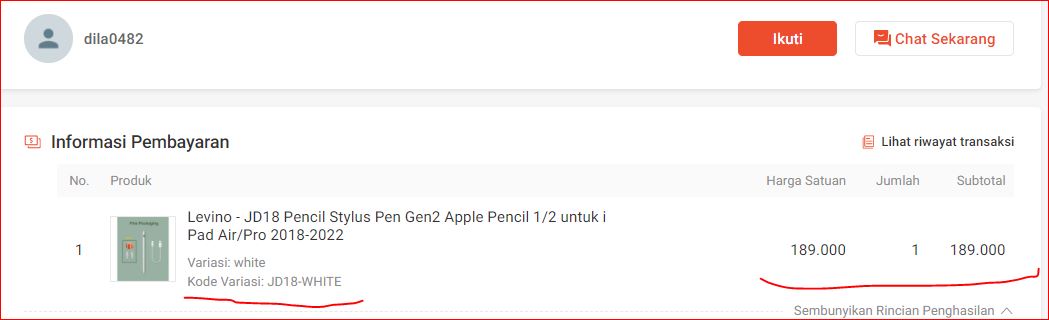 dila0482
Ikuti
Chat Sekarang
Informasi Pembayaran
Lihat riwayat transaksi
No. Produk Harga Satuan Jumlah Subtotal
Levino - JD18 Pencil Stylus Pen Gen2 Apple Pencil 1/2 untuk i
Pad Air/Pro 2018-2022
1 189.000 1 189.000
Variasi: white
Kode Variasi: JD18-WHITE
Sembunyikan Rincian Penghasilan